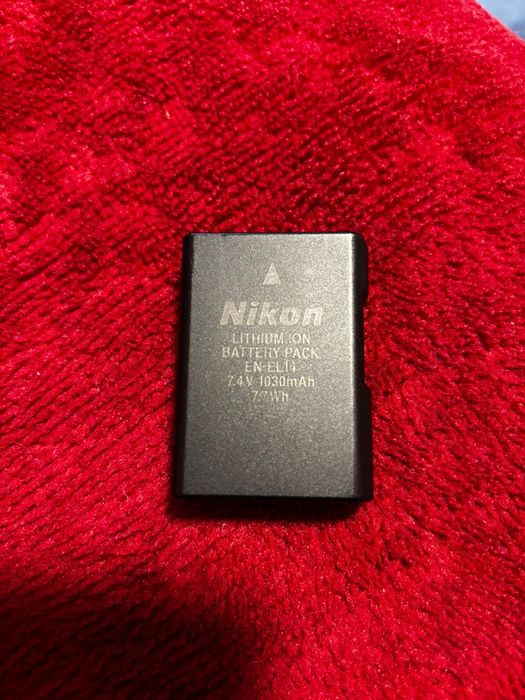 Nikon
LITHIUM ION
BATTERY PACK
EN-EL14
7.4V 1030mAh
7.7Wh